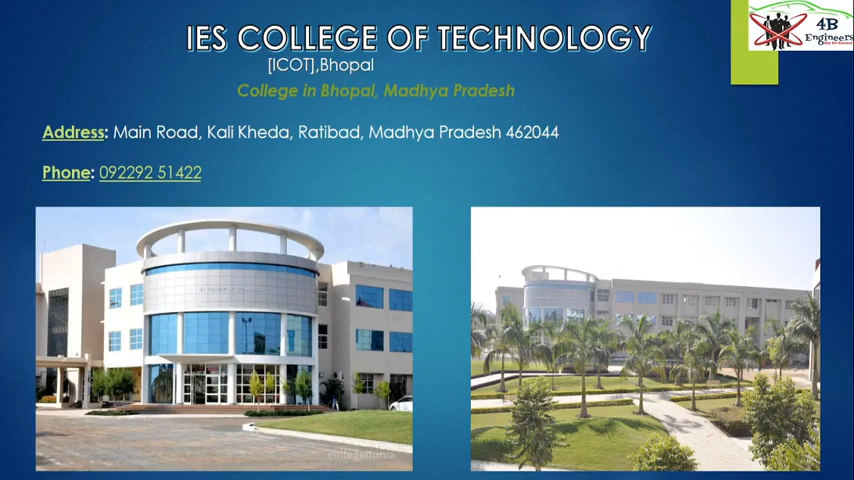 IES COLLEGE OF TECHNOLOGY
[ICOT],Bhopal
College in Bhopal, Madhya Pradesh
Address: Main Road, Kali Kheda, Ratibad, Madhya Pradesh 462044
Phone: 092292 51422
4B
Engineers
collegedunia